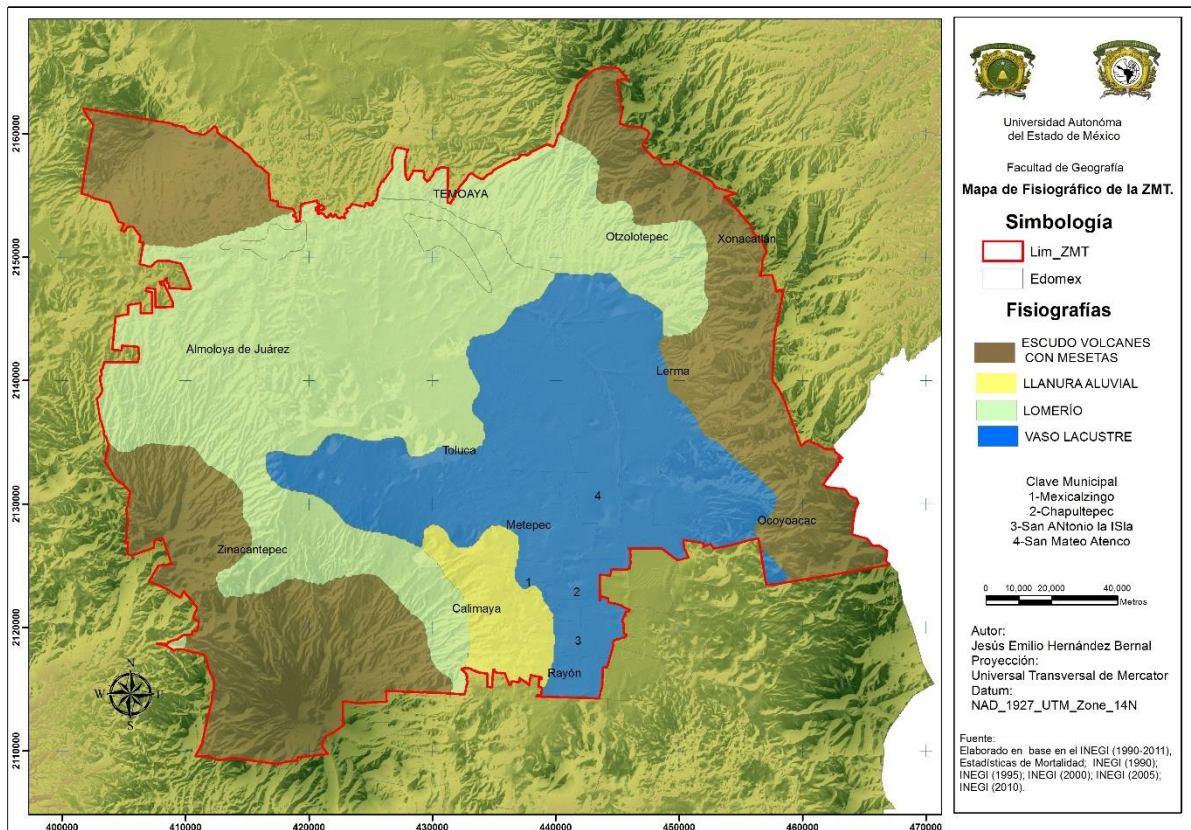 TEMOAYA
Otzolotepec
Xonacatlán
Almoloya de Juárez
Lerma
Toluca
4
Metepec
Ocoyoacac
Zinacantepec
1
2
Calimaya
3
Rayón
N
W
S
2160000
2150000
2140000
2130000
2120000
2110000
400000
410000
420000
430000
440000
450000
460000
470000
Universidad Autonóma
del Estado de México
Facultad de Geografía
Mapa de Fisiográfico de la ZMT.
Simbología
Lim_ZMT
Edomex
Fisiografías
ESCUDO VOLCANES
CON MESETAS
LLANURA ALUVIAL
LOMERÍO
VASO LACUSTRE
Clave Municipal
1-Mexicalzingo
2-Chapultepec
3-San ANtonio la ISla
4-San Mateo Atenco
0 10,000 20,000 40,000
Metros
Autor:
Jesús Emilio Hernández Bernal
Proyección:
Universal Transversal de Mercator
Datum:
NAD_1927_UTM_Zone_14N
Fuente:
Elaborado en base en el INEGI (1990-2011),
Estadísticas de Mortalidad; INEGI (1990);
INEGI (1995); INEGI (2000); INEGI (2005);
INEGI (2010).